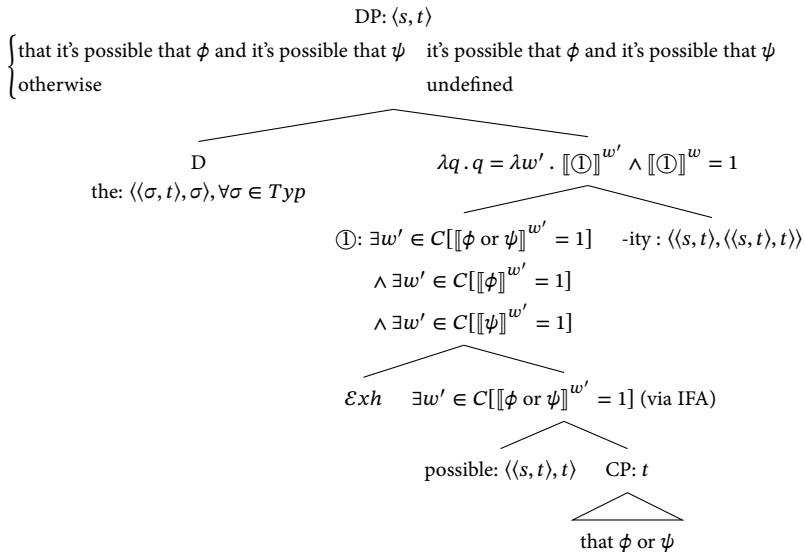 DP: ⟨s, t⟩
{that it’s possible that ϕ and it’s possible that ψ it’s possible that ϕ and it’s possible that ψ
otherwise undefined
D λq . q = λw′ . ⟦①⟧^w′ ∧ ⟦①⟧^w = 1
the: ⟨⟨σ, t⟩, σ⟩, ∀σ ∈ Typ
①: ∃w′ ∈ C[⟦ϕ or ψ⟧^w′ = 1] -ity : ⟨⟨s, t⟩, ⟨⟨s, t⟩, t⟩⟩
∧ ∃w′ ∈ C[⟦ϕ⟧^w′ = 1]
∧ ∃w′ ∈ C[⟦ψ⟧^w′ = 1]
ℰxh ∃w′ ∈ C[⟦ϕ or ψ⟧^w′ = 1] (via IFA)
possible: ⟨⟨s, t⟩, t⟩ CP: t
that ϕ or ψ